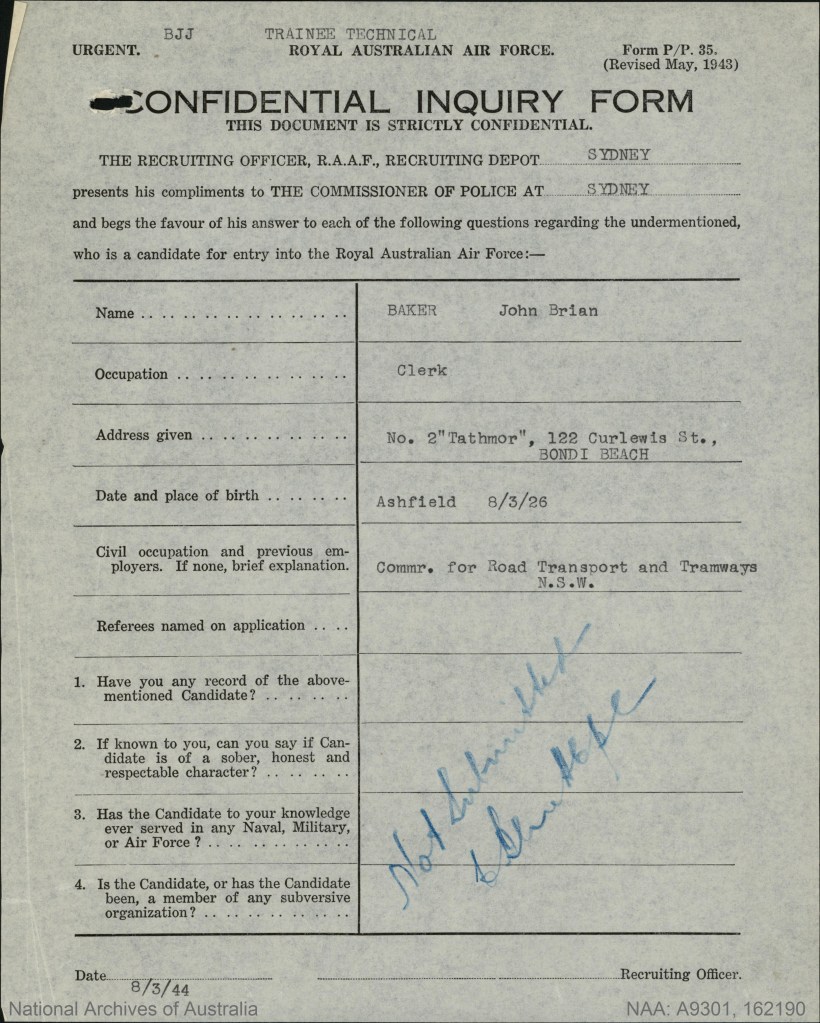 BJJ TRAINEE TECHNICAL
URGENT. ROYAL AUSTRALIAN AIR FORCE. Form P/P. 35.
(Revised May, 1943)
CONFIDENTIAL INQUIRY FORM
THIS DOCUMENT IS STRICTLY CONFIDENTIAL.
THE RECRUITING OFFICER, R.A.A.F., RECRUITING DEPOT SYDNEY
presents his compliments to THE COMMISSIONER OF POLICE AT SYDNEY
and begs the favour of his answer to each of the following questions regarding the undermentioned,
who is a candidate for entry into the Royal Australian Air Force:—
Name .. .. .. .. .. .. .. .. .. BAKER John Brian
Occupation .. .. .. .. .. .. .. Clerk
Address given .. .. .. .. .. .. No. 2"Tathmor", 122 Curlewis St.,
BONDI BEACH
Date and place of birth .. .. .. .. Ashfield 8/3/26
Civil occupation and previous em-
ployers. If none, brief explanation. Commr. for Road Transport and Tramways
N.S.W.
Referees named on application .. ..
1. Have you any record of the above-
mentioned Candidate? .. .. .. ..
2. If known to you, can you say if Can-
didate is of a sober, honest and
respectable character? .. .. .. ..
3. Has the Candidate to your knowledge
ever served in any Naval, Military,
or Air Force ? .. .. .. .. .. .. ..
4. Is the Candidate, or has the Candidate
been, a member of any subversive
organization? .. .. .. .. .. .. ..
Not Submitted
Date 8/3/44 Recruiting Officer.
National Archives of Australia NAA: A9301, 162190